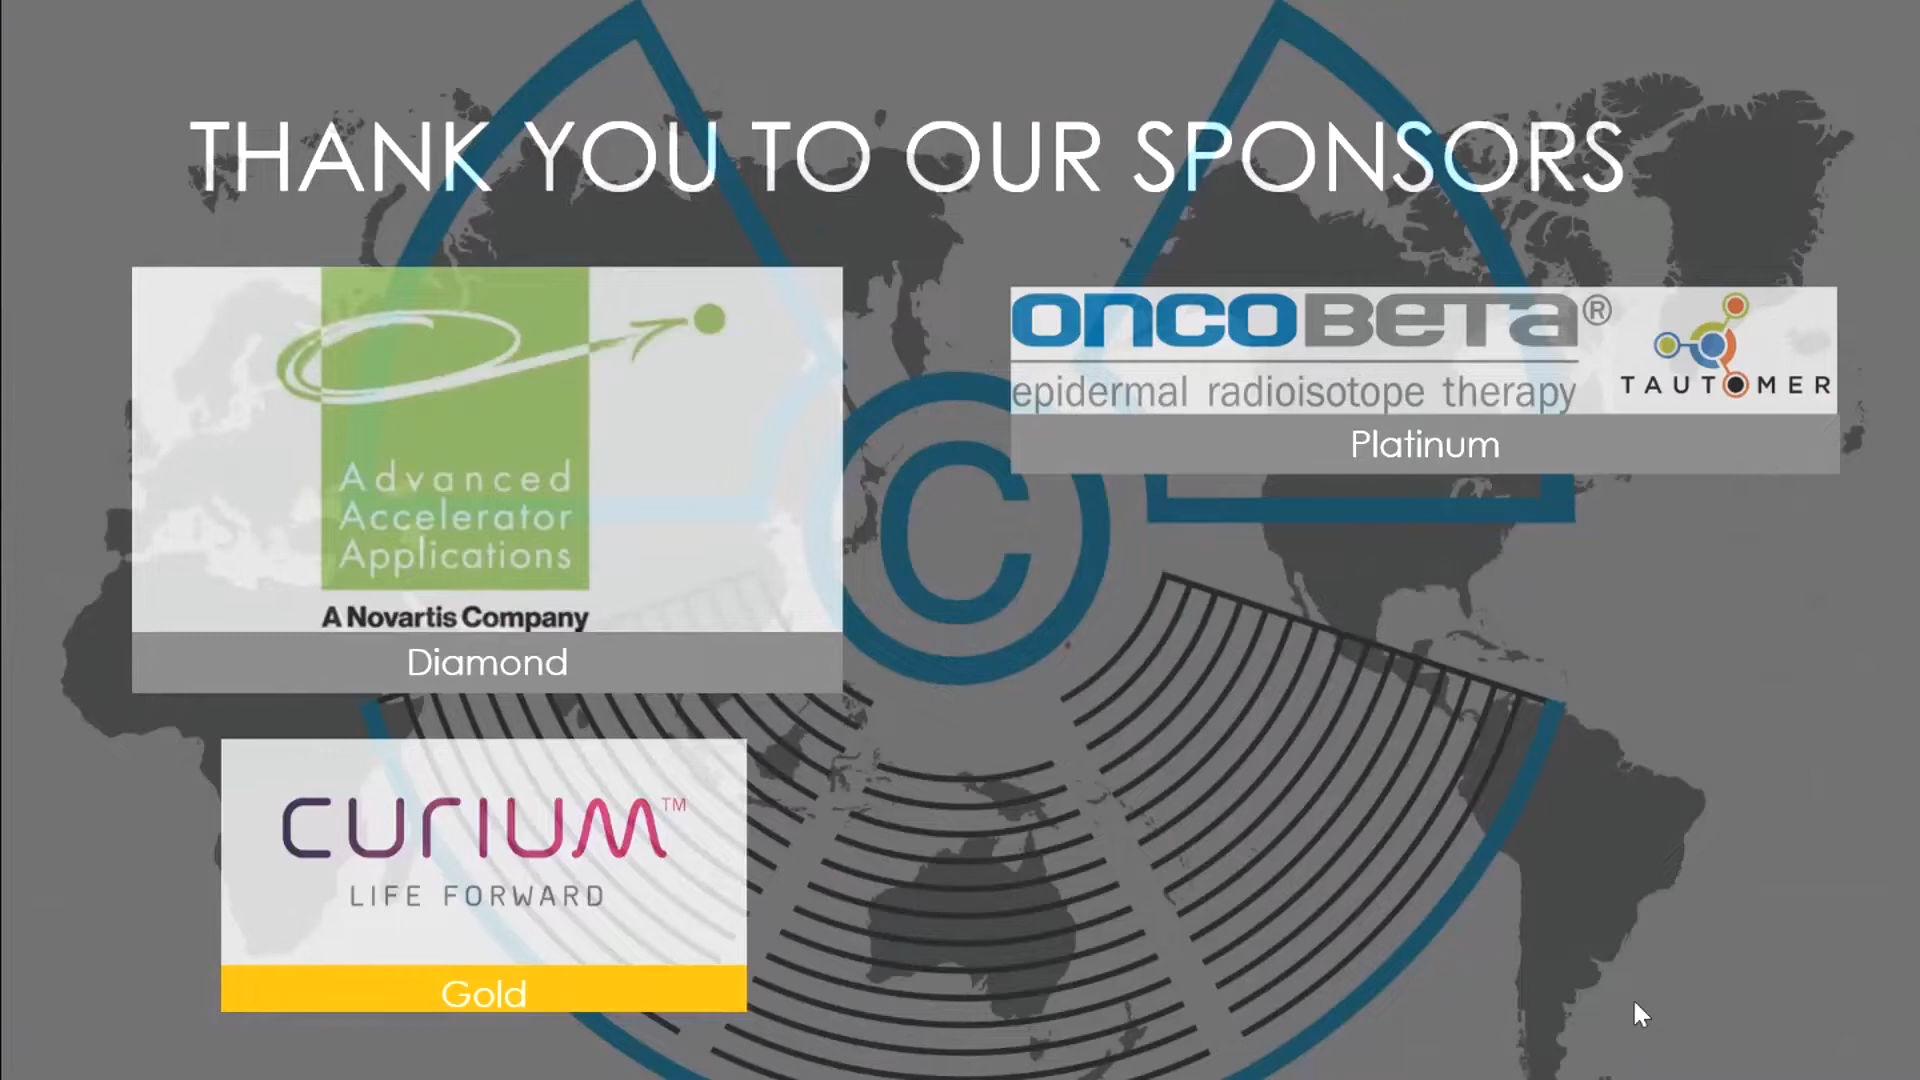 THANK YOU TO OUR SPONSORS
Advanced
Accelerator
Applications
A Novartis Company
Diamond
oncoBeTa®
epidermal radioisotope therapy
TAUTOMER
Platinum
C
curium™
LIFE FORWARD
Gold